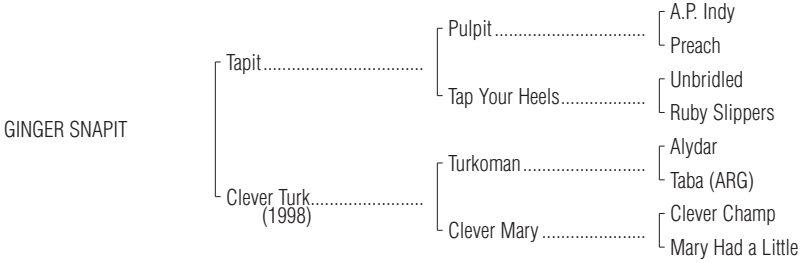 A.P. Indy
Pulpit..................................
Preach
Tapit....................................
Unbridled
Tap Your Heels...................
Ruby Slippers
GINGER SNAPIT
Alydar
Turkoman...........................
Taba (ARG)
Clever Turk.........................
(1998)
Clever Champ
Clever Mary.......................
Mary Had a Little